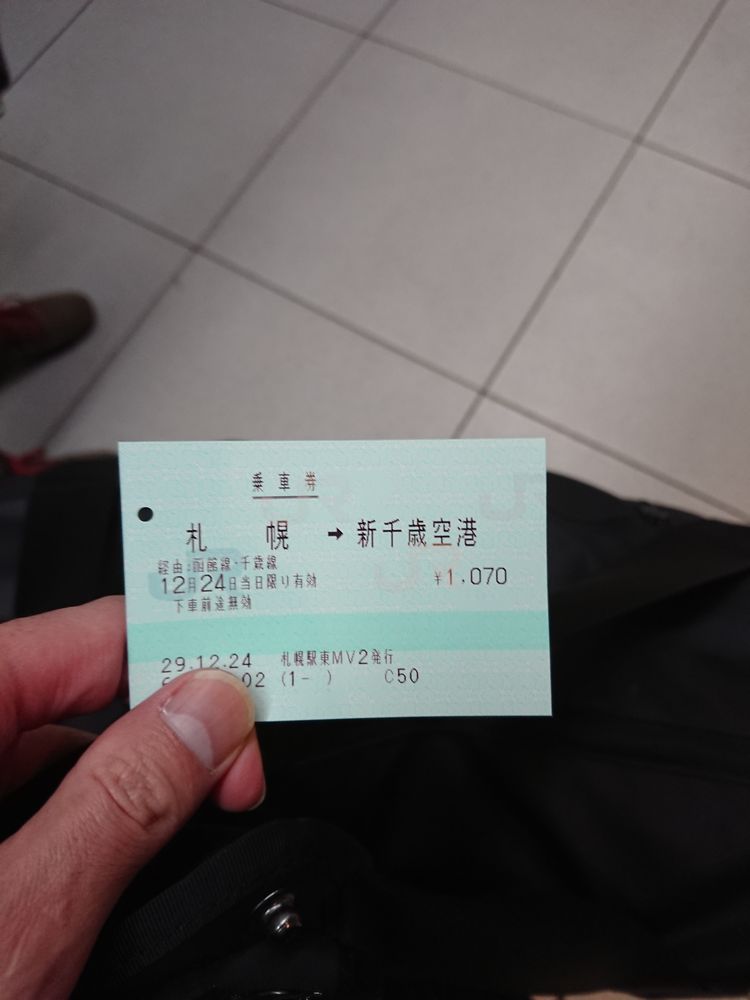 乗車券
札幌 → 新千歳空港
経由:函館線・千歳線
12月24日当日限り有効 ¥1,070
下車前途無効
29.12.24 札幌駅東MV2発行
02 (1- ) C50